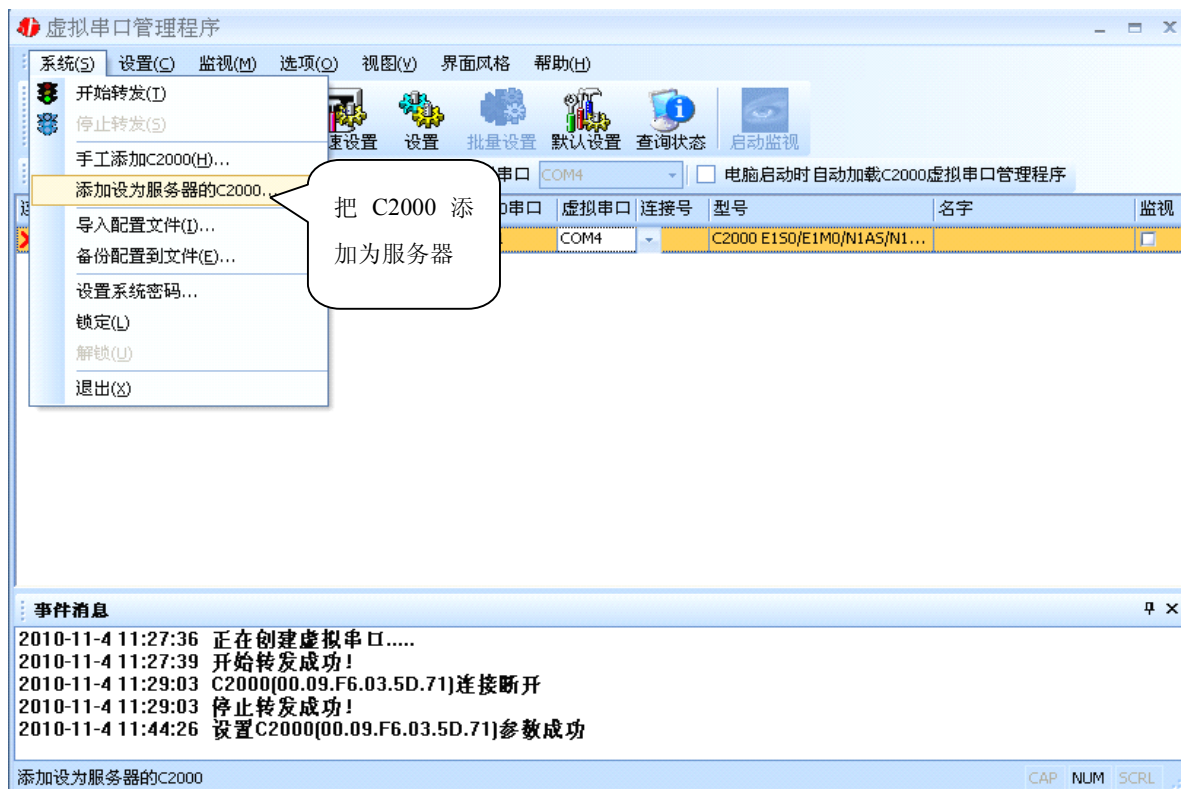 虚拟串口管理程序
系统(S) 设置(C) 监视(M) 选项(O) 视图(V) 界面风格 帮助(H)
开始转发(T)
停止转发(S)
手工添加C2000(H)...
添加设为服务器的C2000...
导入配置文件(I)...
备份配置到文件(E)...
设置系统密码...
锁定(L)
解锁(U)
退出(X)
速设置 设置 批量设置 默认设置 查询状态 启动监视
串口 COM4 电脑启动时自动加载C2000虚拟串口管理程序
串口 虚拟串口 连接号 型号 名字 监视
COM4 C2000 E1S0/E1M0/N1AS/N1...
把 C2000 添
加为服务器
事件消息
2010-11-4 11:27:36 正在创建虚拟串口.....
2010-11-4 11:27:39 开始转发成功!
2010-11-4 11:29:03 C2000(00.09.F6.03.5D.71)连接断开
2010-11-4 11:29:03 停止转发成功!
2010-11-4 11:44:26 设置C2000(00.09.F6.03.5D.71)参数成功
添加设为服务器的C2000 CAP NUM SCRL